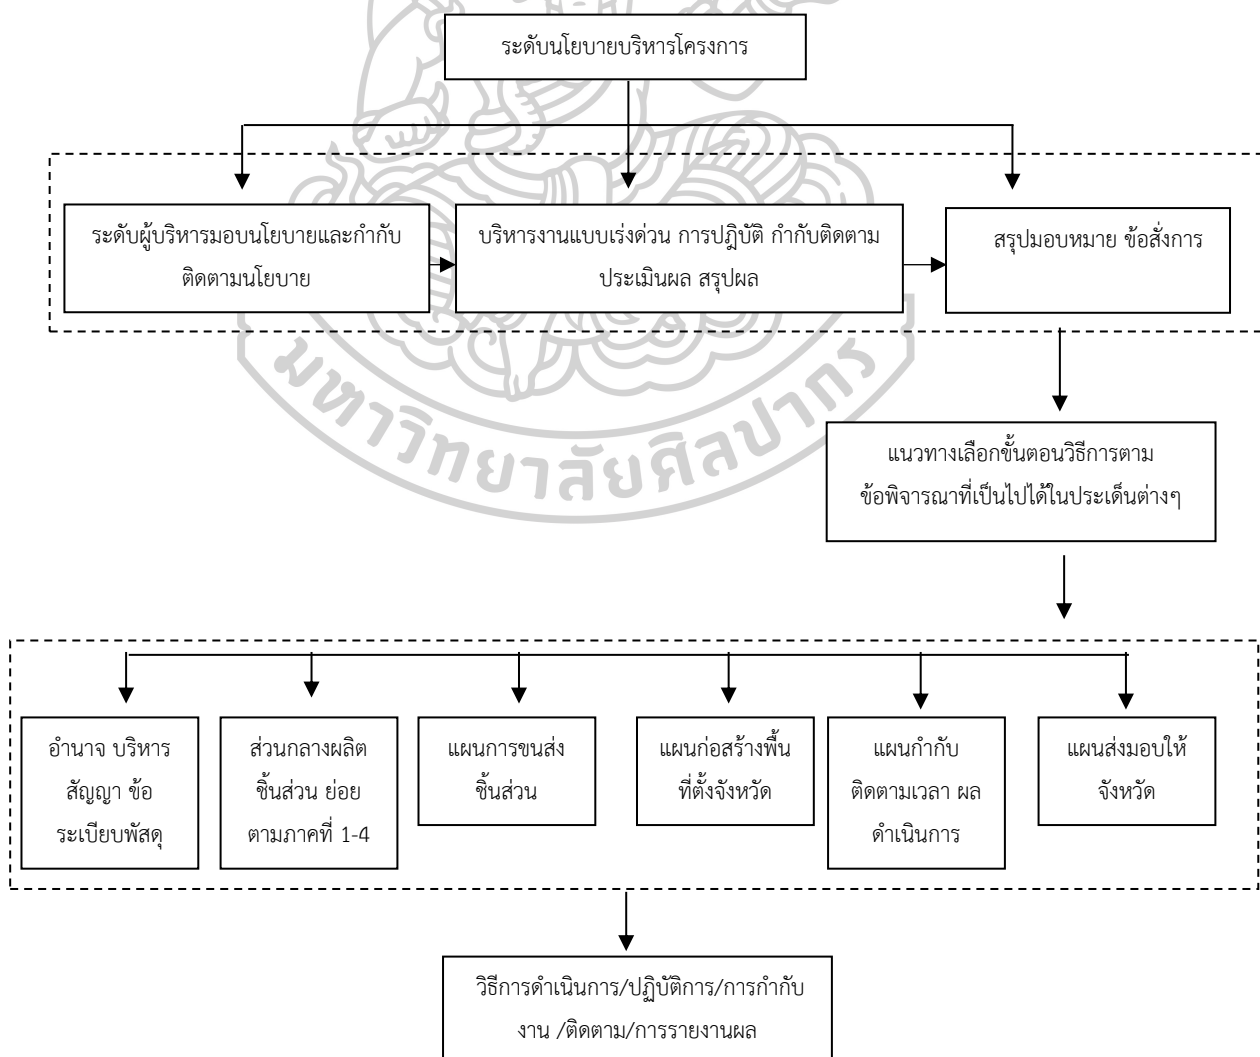 ระดับนโยบายบริหารโครงการ
ระดับผู้บริหารมอบนโยบายและกำกับ
ติดตามนโยบาย
บริหารงานแบบเร่งด่วน การปฎิบัติ กำกับติดตาม
ประเมินผล สรุปผล
สรุปมอบหมาย ข้อสั่งการ
มหาวิทยาลัยศิลปากร
แนวทางเลือกขั้นตอนวิธีการตาม
ข้อพิจารณาที่เป็นไปได้ในประเด็นต่างๆ
อำนาจ บริหาร
สัญญา ข้อ
ระเบียบพัสดุ
ส่วนกลางผลิต
ชิ้นส่วน ย่อย
ตามภาคที่ 1-4
แผนการขนส่ง
ชิ้นส่วน
แผนก่อสร้างพื้น
ที่ตั้งจังหวัด
แผนกำกับ
ติดตามเวลา ผล
ดำเนินการ
แผนส่งมอบให้
จังหวัด
วิธีการดำเนินการ/ปฏิบัติการ/การกำกับ
งาน /ติดตาม/การรายงานผล